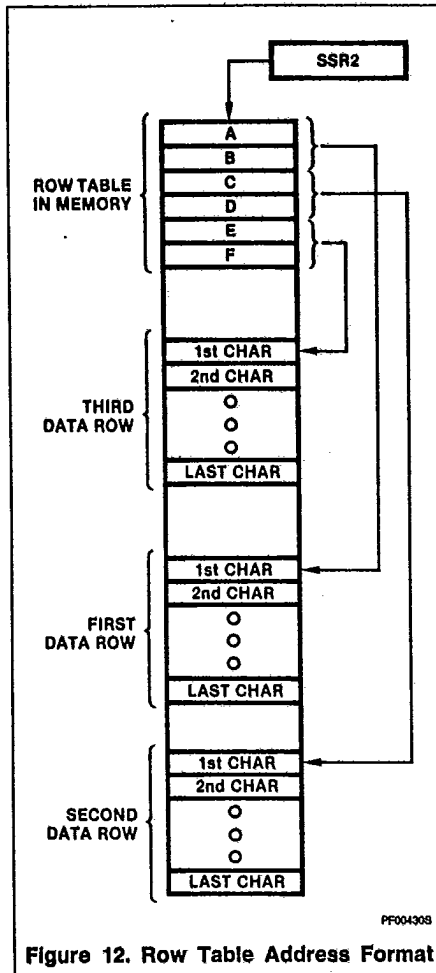 SSR2
A
B
C
D
E
F
ROW TABLE
IN MEMORY
1st CHAR
2nd CHAR
LAST CHAR
THIRD
DATA ROW
1st CHAR
2nd CHAR
LAST CHAR
FIRST
DATA ROW
1st CHAR
2nd CHAR
LAST CHAR
SECOND
DATA ROW
PF00430S
Figure 12. Row Table Address Format